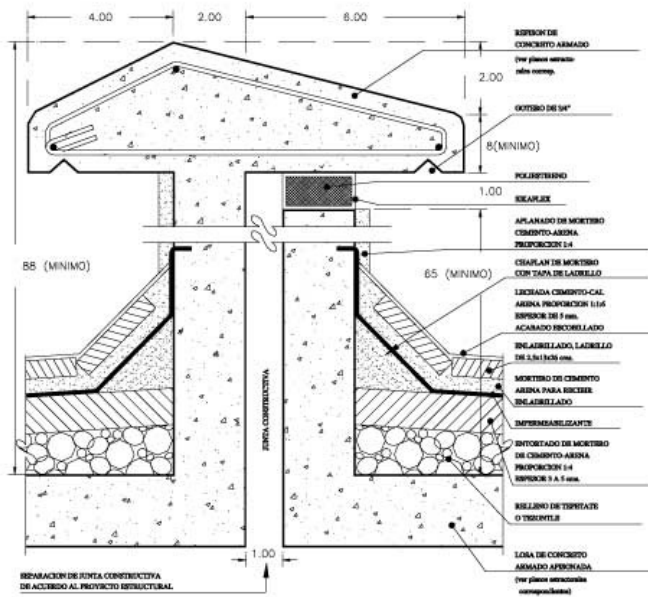 4.00 2.00 6.00
REPISON DE
CONCRETO ARMADO
(ver planos estructu-
rales corresp.
2.00
GOTERO DE 3/4"
8(MINIMO)
POLIESTIRENO
1.00
SIKAFLEX
APLANADO DE MORTERO
CEMENTO-ARENA
PROPORCION 1:4
88 (MINIMO)
65 (MINIMO)
CHAFLAN DE MORTERO
CON TAPA DE LADRILLO
LECHADA CEMENTO-CAL
ARENA PROPORCION 1:1:6
ESPESOR DE 5 mm.
ACABADO ESCOBILLADO
ENLADRILLADO, LADRILLO
DE 2,5x13x26 cms.
MORTERO DE CEMENTO
ARENA PARA RECIBIR
ENLADRILLADO
IMPERMEABILIZANTE
ENTORTADO DE MORTERO
DE CEMENTO-ARENA
PROPORCION 1:4
ESPESOR 3 A 5 cms.
JUNTA CONSTRUCTIVA
RELLENO DE TEPETATE
O TEZONTLE
1.00
LOSA DE CONCRETO
ARMADO APISONADA
(ver planos estructurales
correspondientes)
SEPARACION DE JUNTA CONSTRUCTIVA
DE ACUERDO AL PROYECTO ESTRUCTURAL